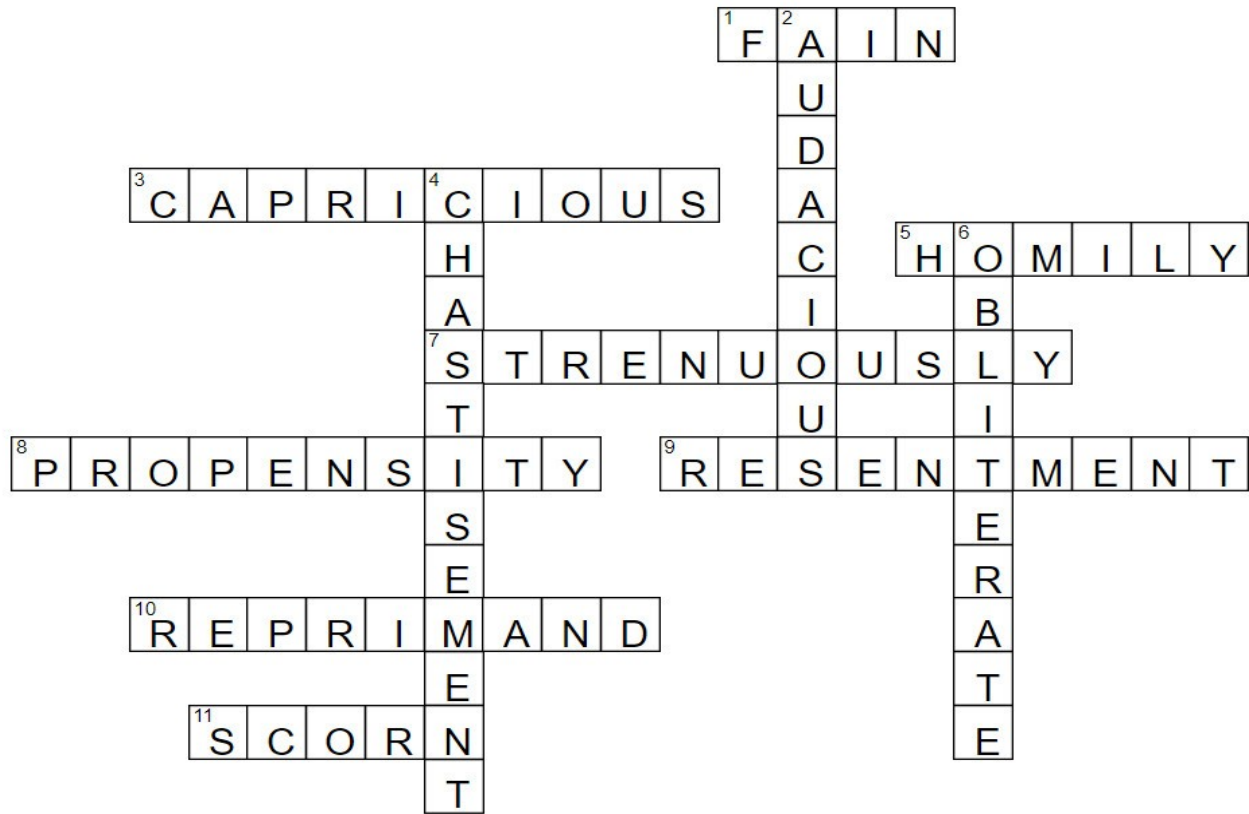 1 F 2 A I N
U
D
3 C A P R I 4 C I O U S A
H C 5 H 6 O M I L Y
A I B
7 S T R E N U O U S L Y
T U I
8 P R O P E N S I T Y 9 R E S E N T M E N T
S E
E R
10 R E P R I M A N D A
E T
11 S C O R N E
T